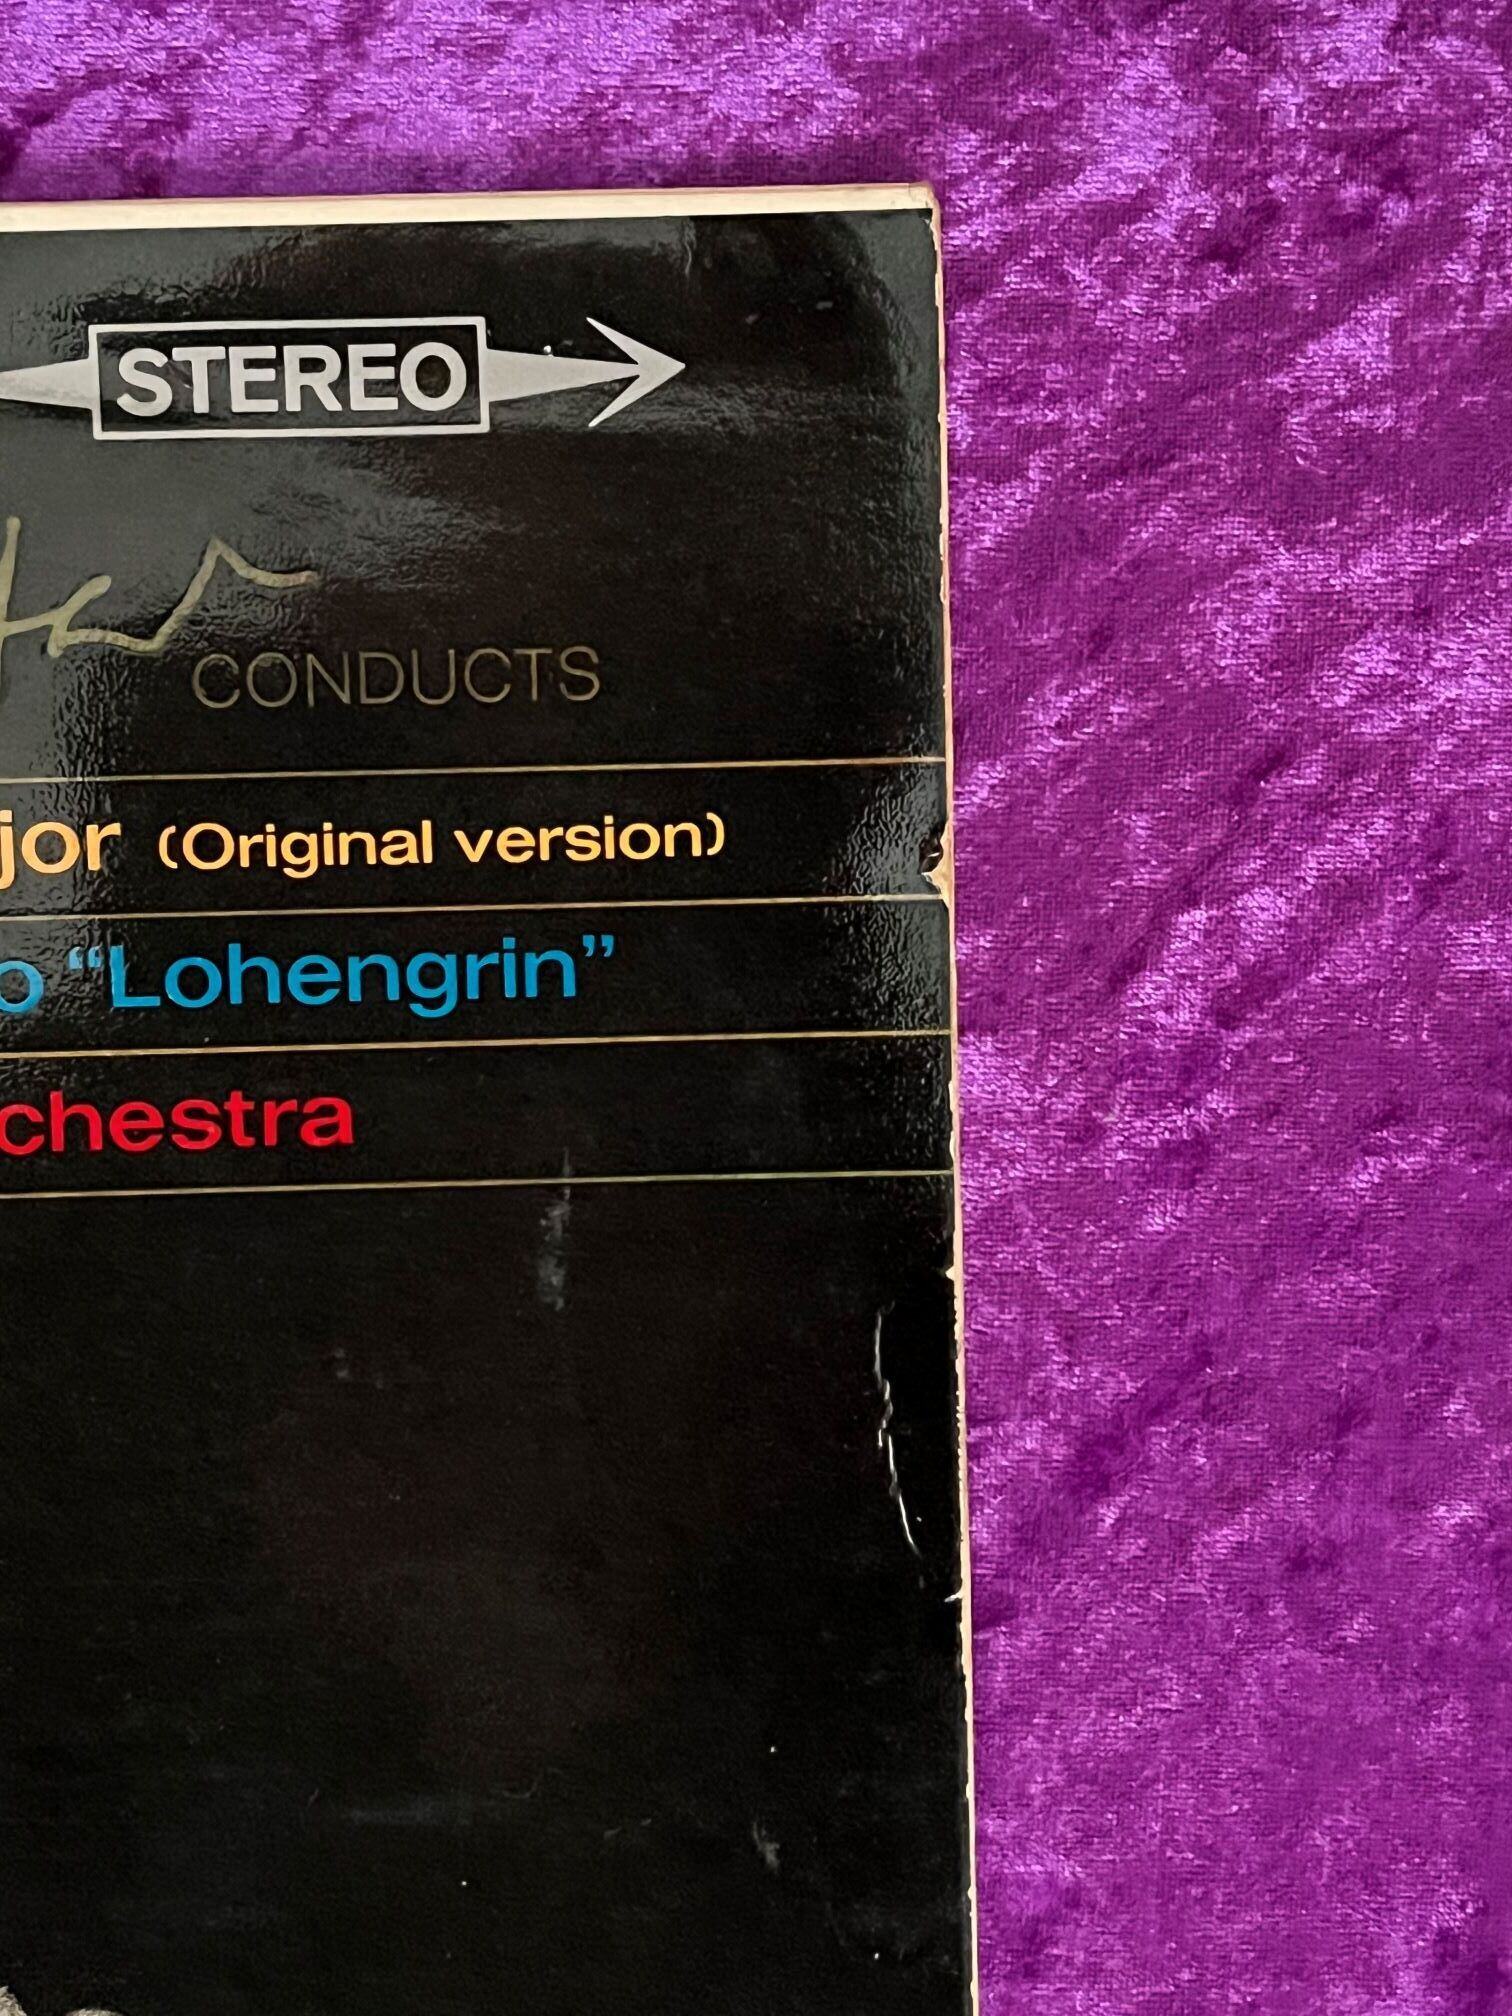 STEREO
CONDUCTS
jor (Original version)
o “Lohengrin”
chestra